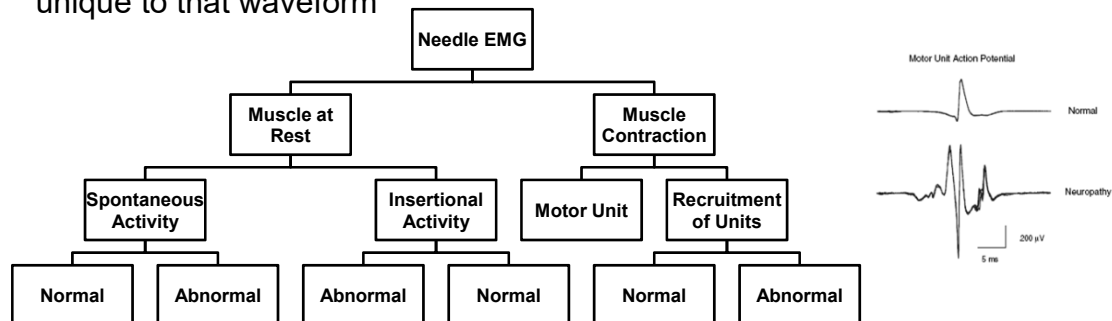 unique to that waveform
Needle EMG
Muscle at
Rest
Muscle
Contraction
Spontaneous
Activity
Insertional
Activity
Motor Unit
Recruitment
of Units
Normal
Abnormal
Abnormal
Normal
Normal
Abnormal
Motor Unit Action Potential
Normal
Neuropathy
200 μV
5 ms